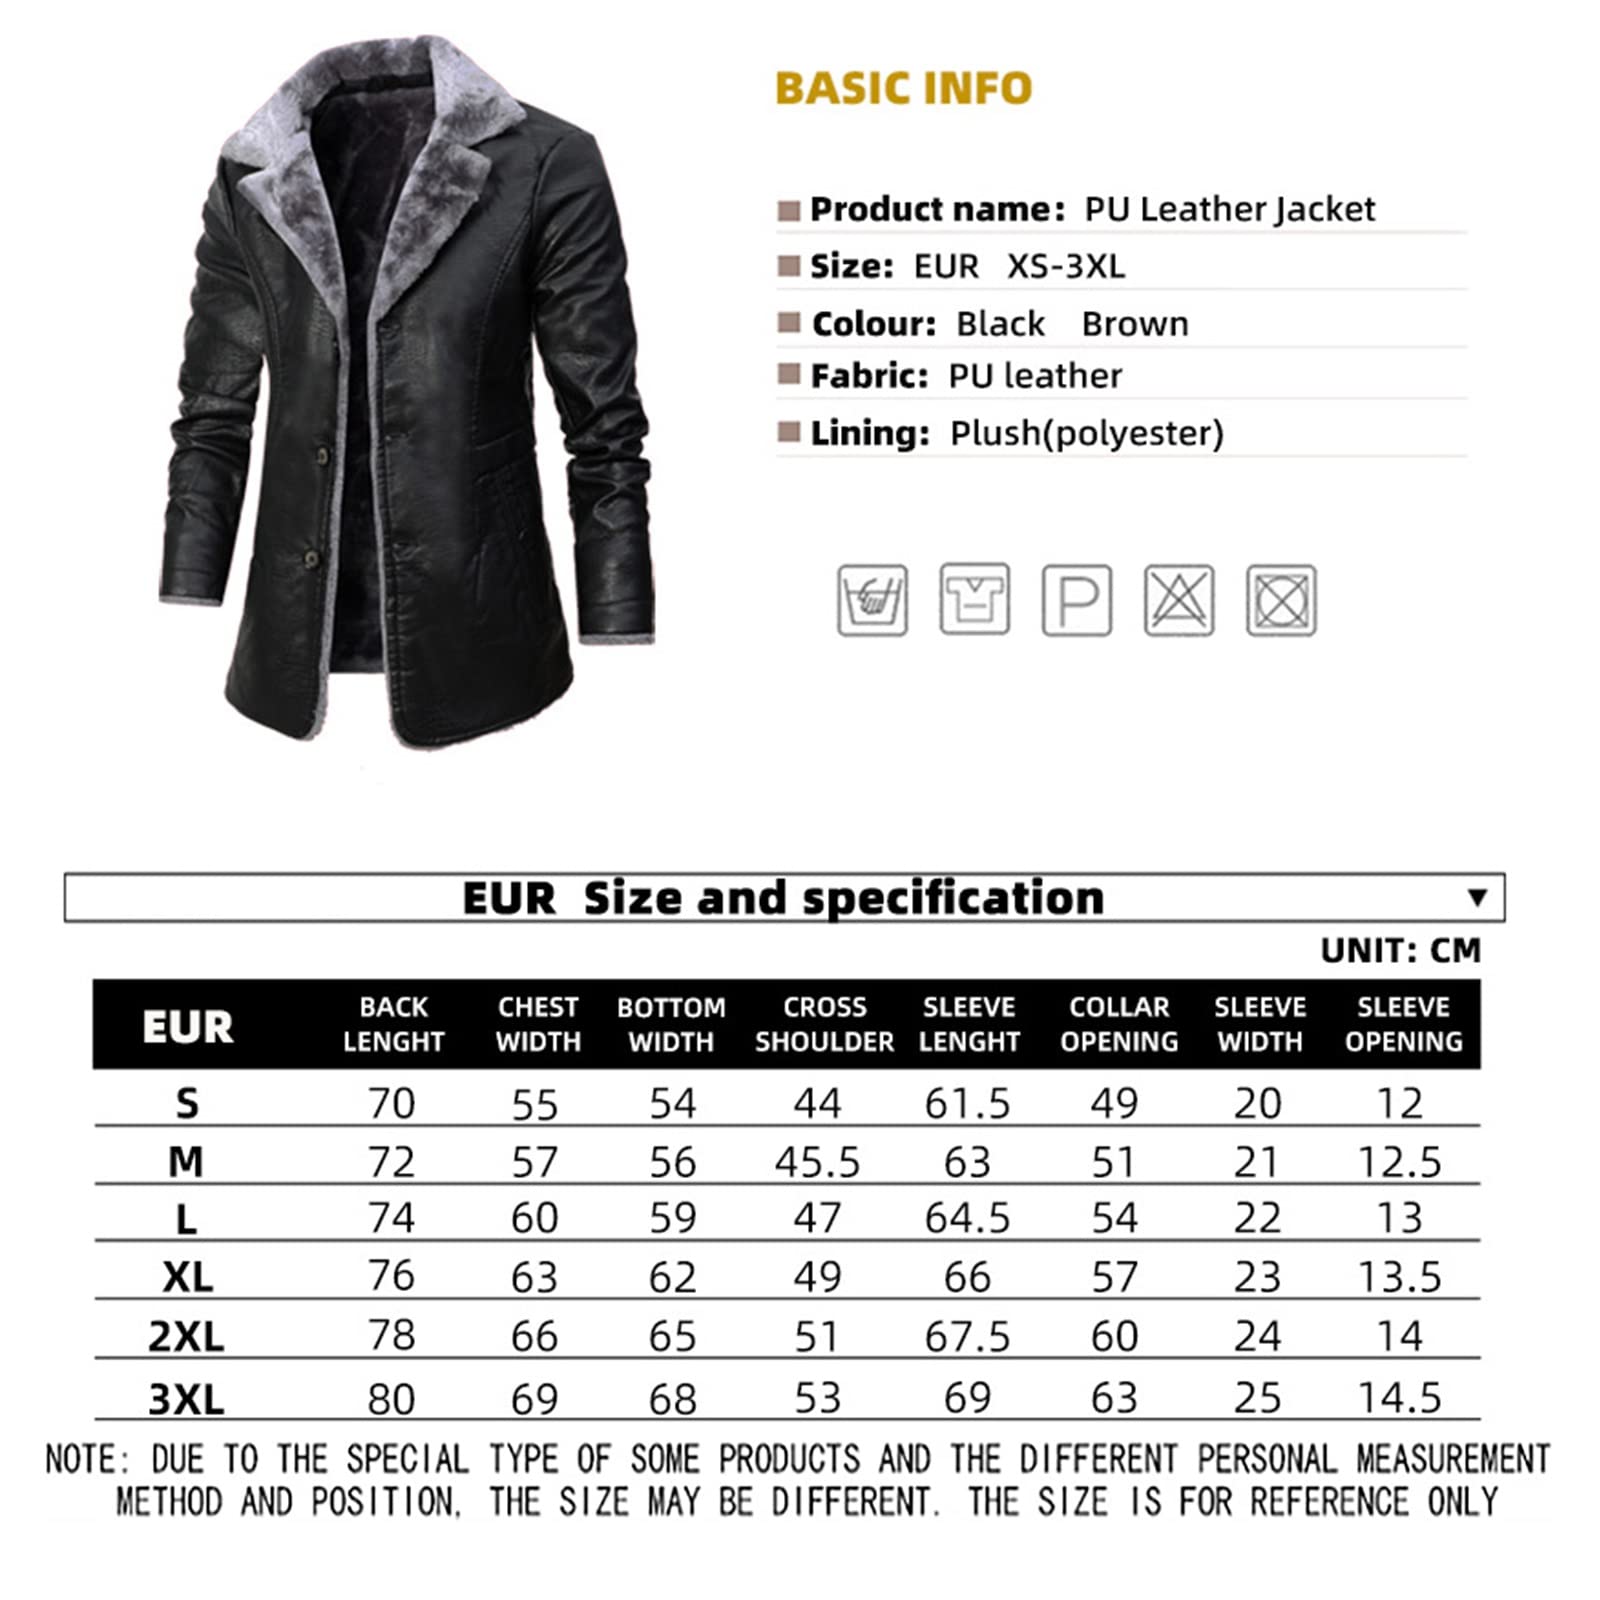 BASIC INFO
Product name: PU Leather Jacket
Size: EUR XS-3XL
Colour: Black Brown
Fabric: PU leather
Lining: Plush(polyester)
P
EUR Size and specification ▼
UNIT: CM
EUR BACK LENGHT CHEST WIDTH BOTTOM WIDTH CROSS SHOULDER SLEEVE LENGHT COLLAR OPENING SLEEVE WIDTH SLEEVE OPENING
S 70 55 54 44 61.5 49 20 12
M 72 57 56 45.5 63 51 21 12.5
L 74 60 59 47 64.5 54 22 13
XL 76 63 62 49 66 57 23 13.5
2XL 78 66 65 51 67.5 60 24 14
3XL 80 69 68 53 69 63 25 14.5
NOTE: DUE TO THE SPECIAL TYPE OF SOME PRODUCTS AND THE DIFFERENT PERSONAL MEASUREMENT
METHOD AND POSITION, THE SIZE MAY BE DIFFERENT. THE SIZE IS FOR REFERENCE ONLY